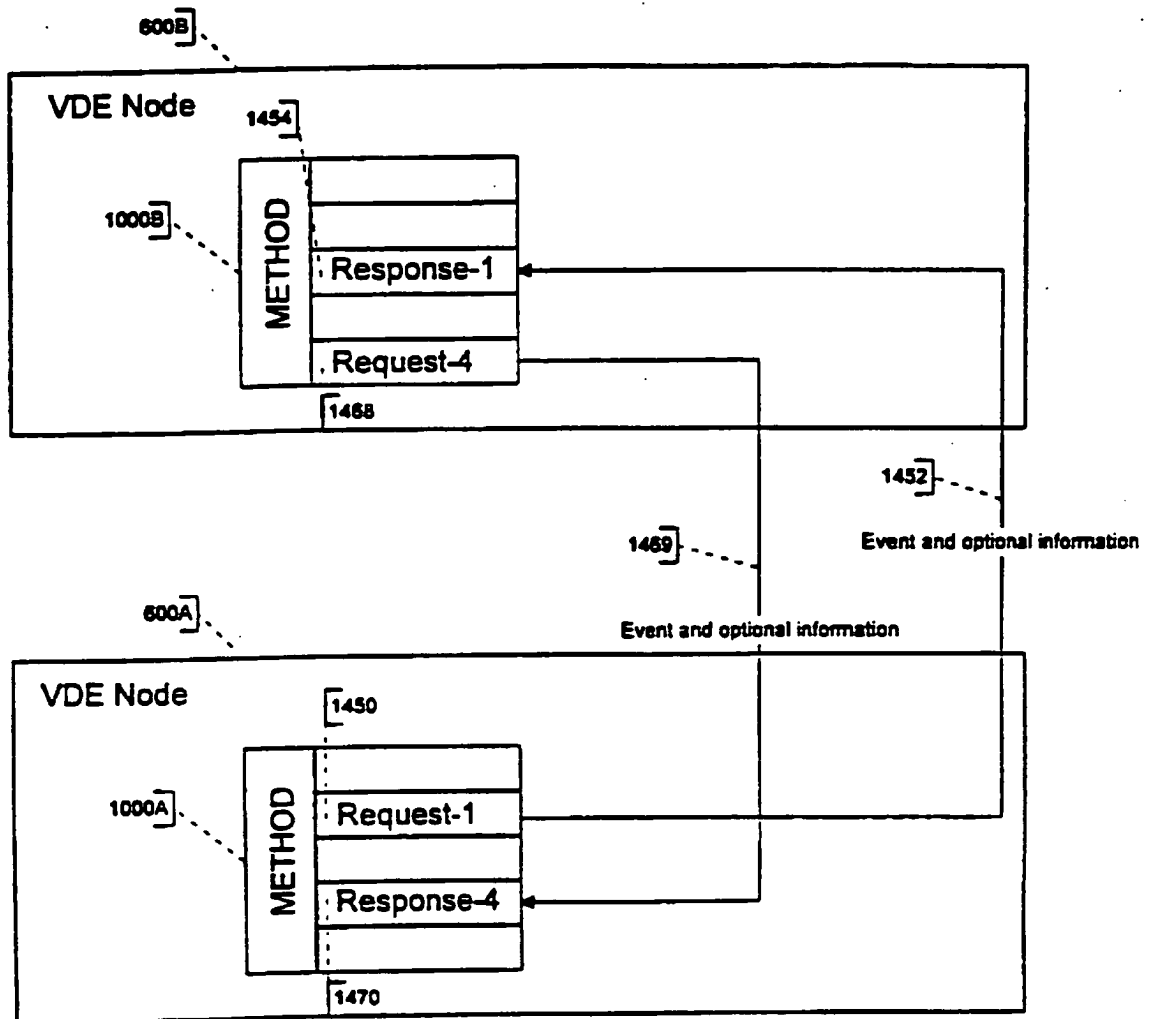 600B
VDE Node
1454
1000B
METHOD
Response-1
Request-4
1468
1452
Event and optional information
1469
600A
Event and optional information
VDE Node
1450
1000A
METHOD
Request-1
Response-4
1470